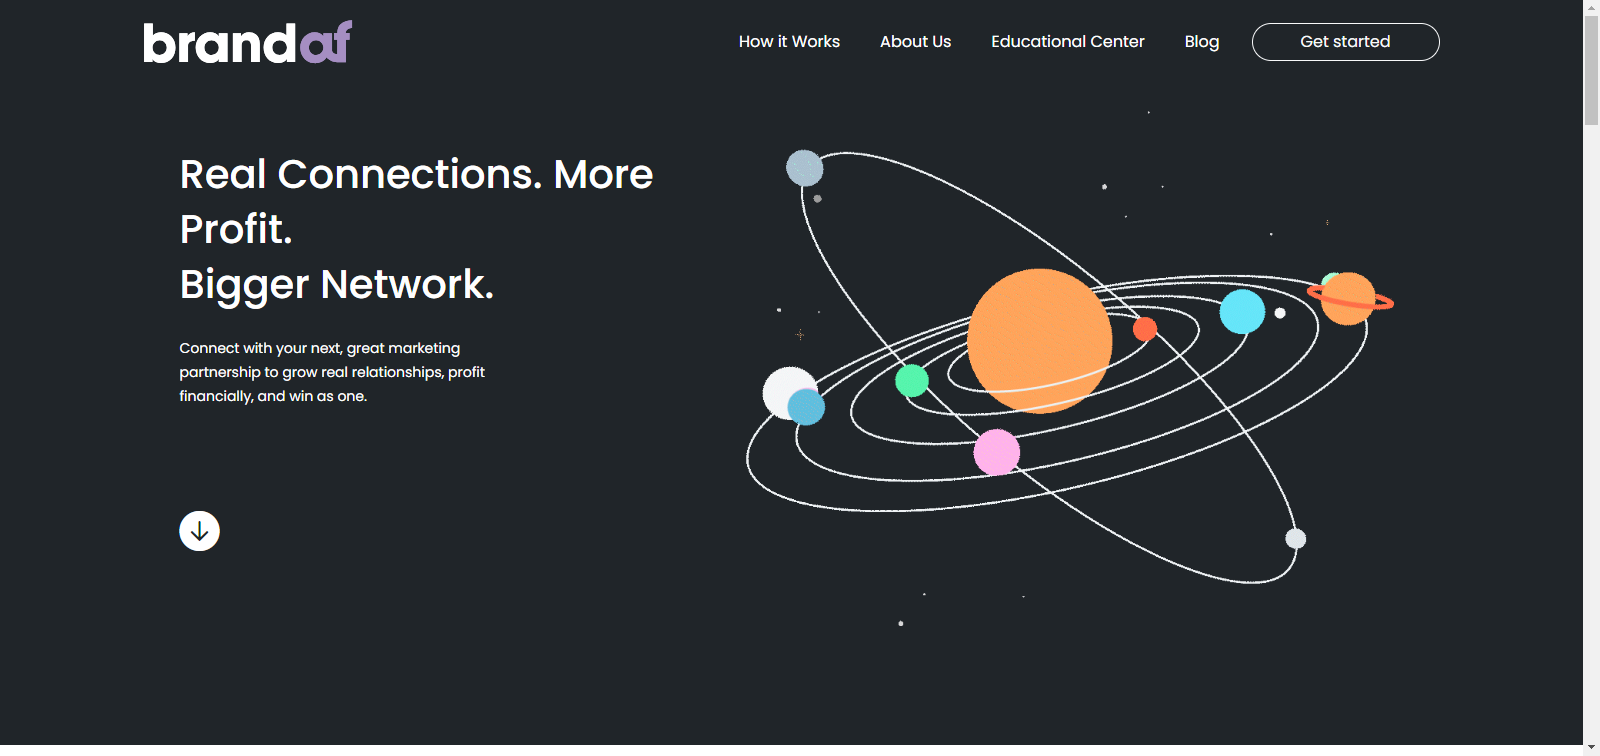 brandaf
How it Works
About Us
Educational Center
Blog
Get started
Real Connections. More
Profit.
Bigger Network.
Connect with your next, great marketing
partnership to grow real relationships, profit
financially, and win as one.